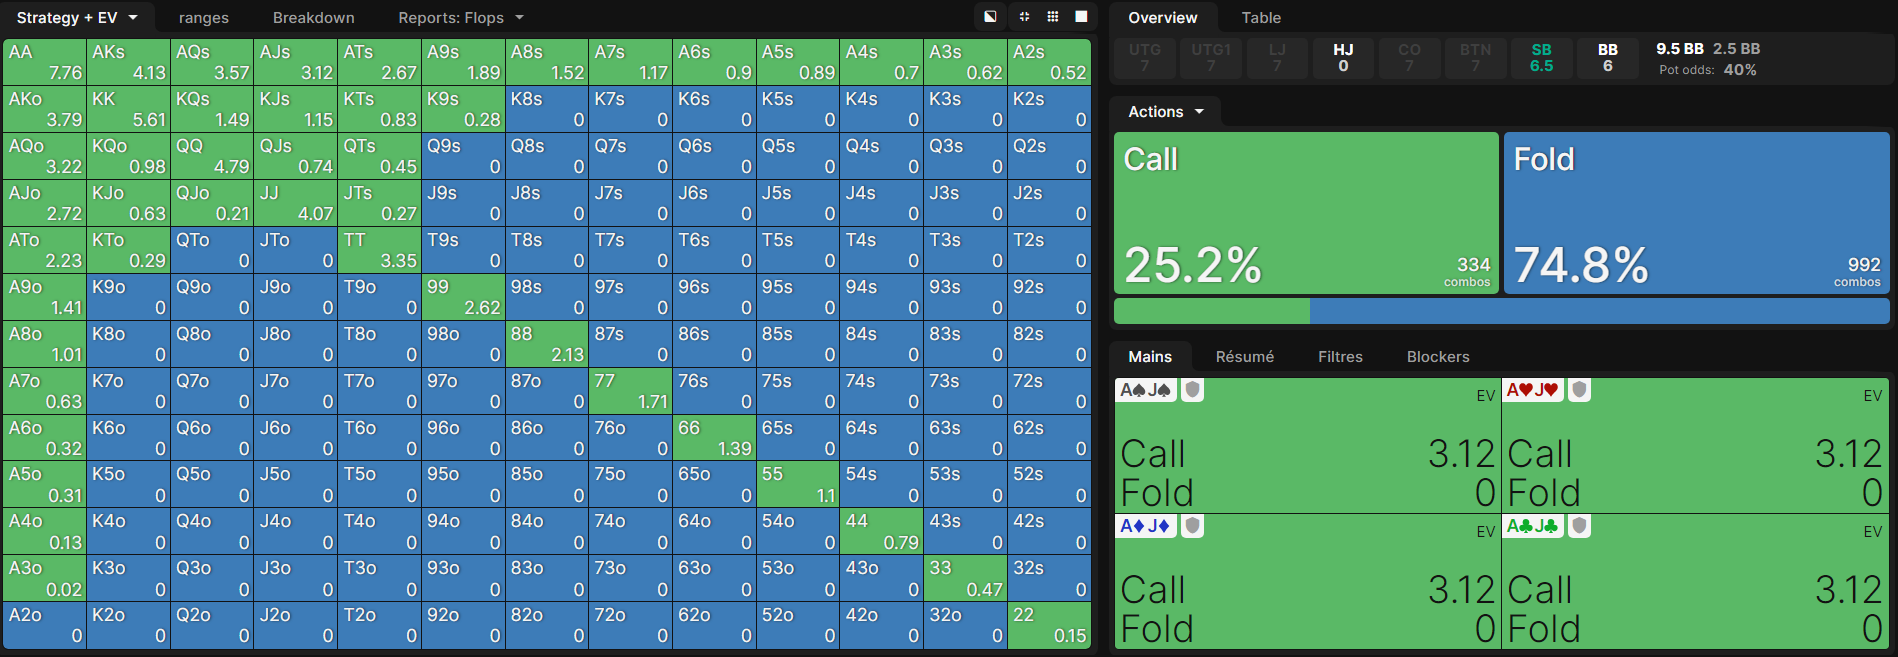 Strategy + EV ranges Breakdown Reports: Flops
AA AKs AQs AJs ATs A9s A8s A7s A6s A5s A4s A3s A2s
7.76 4.13 3.57 3.12 2.67 1.89 1.52 1.17 0.9 0.89 0.7 0.62 0.52
AKo KK KQs KJs KTs K9s K8s K7s K6s K5s K4s K3s K2s
3.79 5.61 1.49 1.15 0.83 0.28 0 0 0 0 0 0 0
AQo KQo QQ QJs QTs Q9s Q8s Q7s Q6s Q5s Q4s Q3s Q2s
3.22 0.98 4.79 0.74 0.45 0 0 0 0 0 0 0 0
AJo KJo QJo JJ JTs J9s J8s J7s J6s J5s J4s J3s J2s
2.72 0.63 0.21 4.07 0.27 0 0 0 0 0 0 0 0
ATo KTo QTo JTo TT T9s T8s T7s T6s T5s T4s T3s T2s
2.23 0.29 0 0 3.35 0 0 0 0 0 0 0 0
A9o K9o Q9o J9o T9o 99 98s 97s 96s 95s 94s 93s 92s
1.41 0 0 0 0 2.62 0 0 0 0 0 0 0
A8o K8o Q8o J8o T8o 98o 88 87s 86s 85s 84s 83s 82s
1.01 0 0 0 0 0 2.13 0 0 0 0 0 0
A7o K7o Q7o J7o T7o 97o 87o 77 76s 75s 74s 73s 72s
0.63 0 0 0 0 0 0 1.71 0 0 0 0 0
A6o K6o Q6o J6o T6o 96o 86o 76o 66 65s 64s 63s 62s
0.32 0 0 0 0 0 0 0 1.39 0 0 0 0
A5o K5o Q5o J5o T5o 95o 85o 75o 65o 55 54s 53s 52s
0.31 0 0 0 0 0 0 0 0 1.1 0 0 0
A4o K4o Q4o J4o T4o 94o 84o 74o 64o 54o 44 43s 42s
0.13 0 0 0 0 0 0 0 0 0 0.79 0 0
A3o K3o Q3o J3o T3o 93o 83o 73o 63o 53o 43o 33 32s
0.02 0 0 0 0 0 0 0 0 0 0 0.47 0
A2o K2o Q2o J2o T2o 92o 82o 72o 62o 52o 42o 32o 22
0 0 0 0 0 0 0 0 0 0 0 0 0.15
Overview Table
UTG UTG1 LJ HJ CO BTN SB BB 9.5 BB 2.5 BB
7 7 7 0 7 7 6.5 6 Pot odds: 40%
Actions
Call Fold
25.2% 334 combos 74.8% 992 combos
Mains Résumé Filtres Blockers
A♠J♠ EV A♥J♥ EV
Call 3.12 Call 3.12
Fold 0 Fold 0
A♦J♦ EV A♣J♣ EV
Call 3.12 Call 3.12
Fold 0 Fold 0